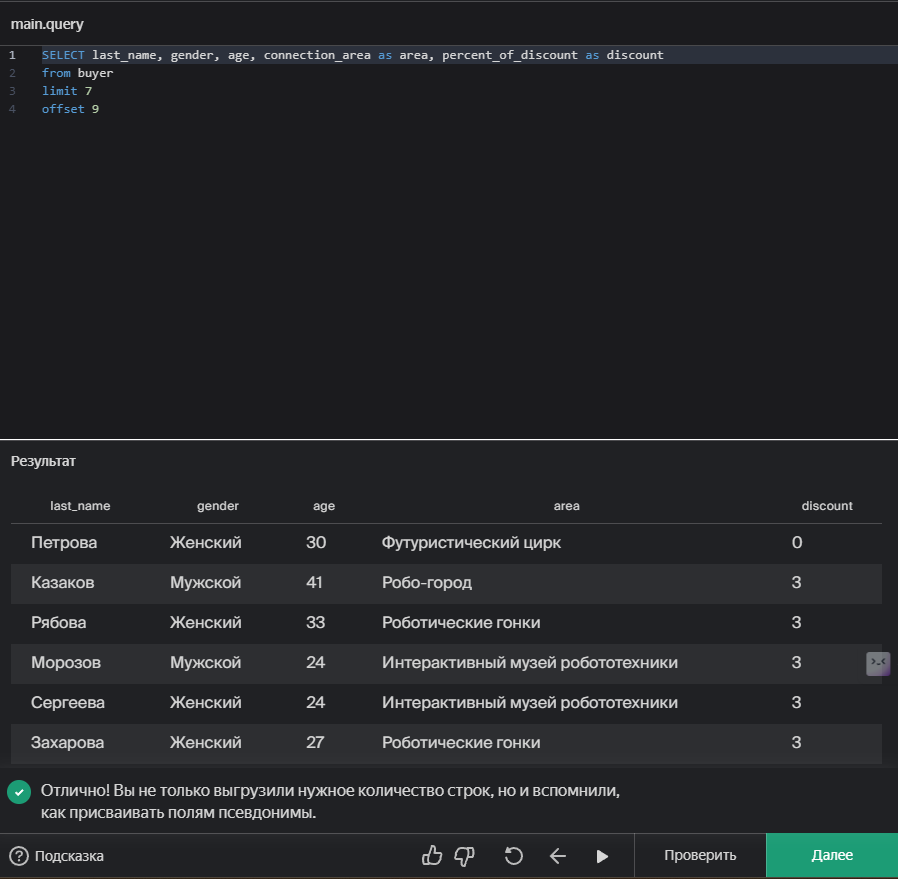 main.query
1 SELECT last_name, gender, age, connection_area as area, percent_of_discount as discount
2 from buyer
3 limit 7
4 offset 9
Результат
last_name gender age area discount
Петрова Женский 30 Футуристический цирк 0
Казаков Мужской 41 Робо-город 3
Рябова Женский 33 Роботические гонки 3
Морозов Мужской 24 Интерактивный музей робототехники 3
Сергеева Женский 24 Интерактивный музей робототехники 3
Захарова Женский 27 Роботические гонки 3
Отлично! Вы не только выгрузили нужное количество строк, но и вспомнили,
как присваивать полям псевдонимы.
Подсказка Проверить Далее